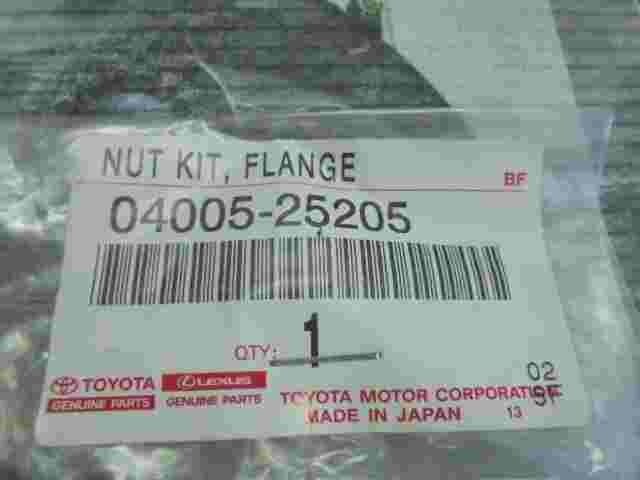 NUT KIT, FLANGE
BF
04005-25205
QTY: 1
TOYOTA
GENUINE PARTS
LEXUS
GENUINE PARTS
TOYOTA MOTOR CORPORATION
MADE IN JAPAN
13
02
9F